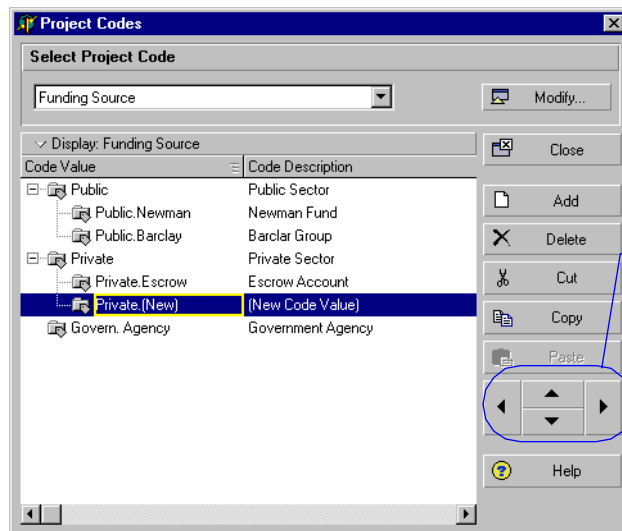 Project Codes
Select Project Code
Funding Source
Modify...
Display: Funding Source
Close
Code Value Code Description
Public Public Sector
Add
Public.Newman Newman Fund
Public.Barclay Barclar Group
Delete
Private Private Sector
Private.Escrow Escrow Account
Cut
Private.(New) (New Code Value)
Copy
Govern. Agency Government Agency
Paste
Help